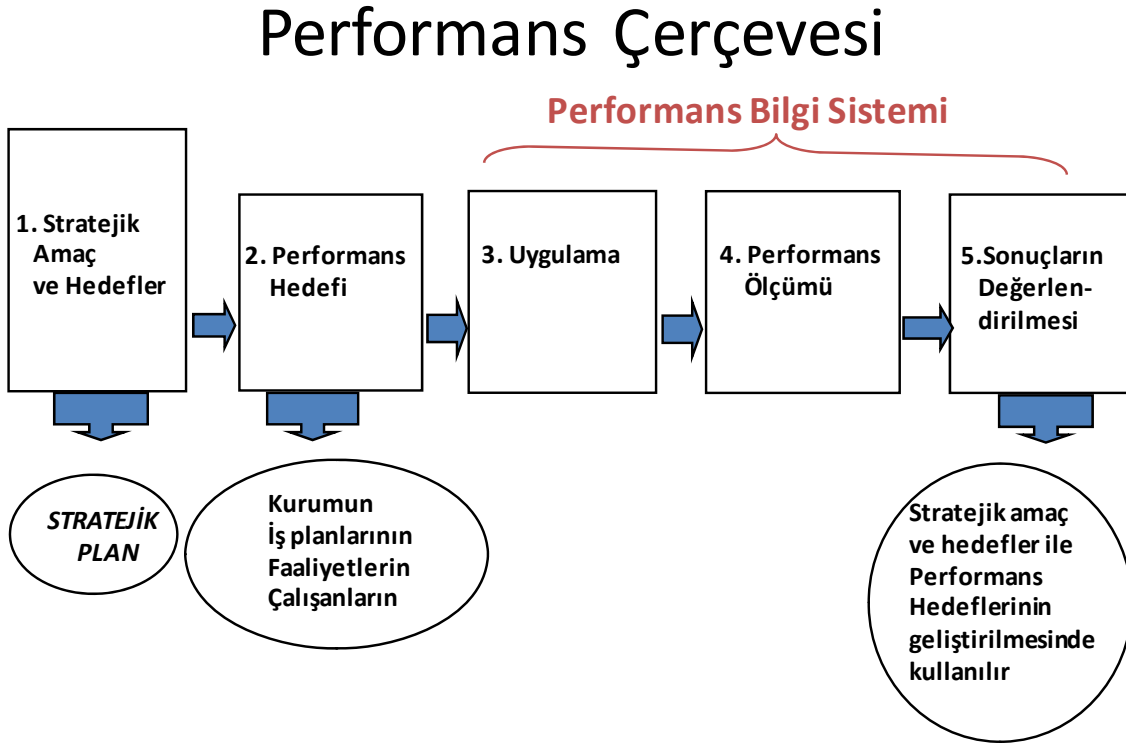 Performans Çerçevesi
Performans Bilgi Sistemi
1. Stratejik
Amaç
ve Hedefler
2. Performans
Hedefi
3. Uygulama
4. Performans
Ölçümü
5.Sonuçların
Değerlen-
dirilmesi
STRATEJİK
PLAN
Kurumun
İş planlarının
Faaliyetlerin
Çalışanların
Stratejik amaç
ve hedefler ile
Performans
Hedeflerinin
geliştirilmesinde
kullanılır